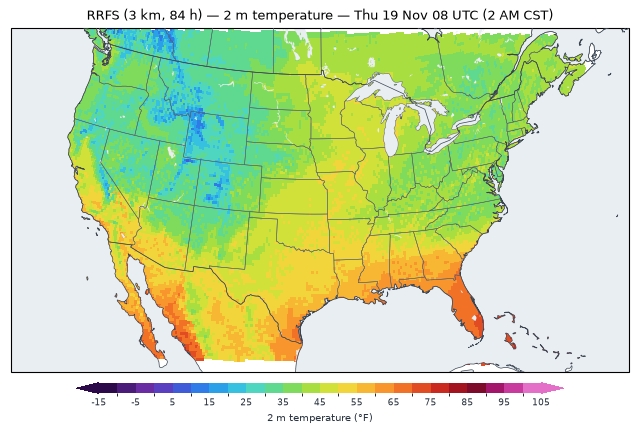 RRFS (3 km, 84 h) — 2 m temperature — Thu 19 Nov 08 UTC (2 AM CST)
-15 -5 5 15 25 35 45 55 65 75 85 95 105
2 m temperature (°F)